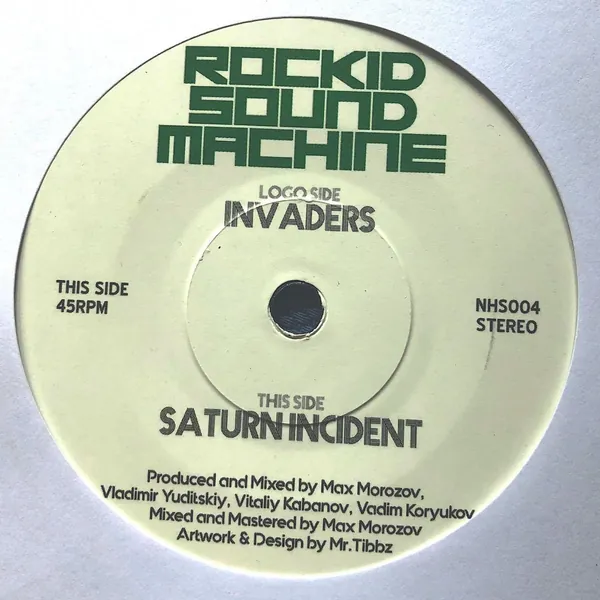 ROCKID
SOUND
MACHINE
LOGO SIDE
INVADERS
THIS SIDE
45RPM
NHS004
STEREO
THIS SIDE
SATURN INCIDENT
Produced and Mixed by Max Morozov,
Vladimir Yuditskiy, Vitaliy Kabanov, Vadim Koryukov
Mixed and Mastered by Max Morozov
Artwork & Design by Mr.Tibbz